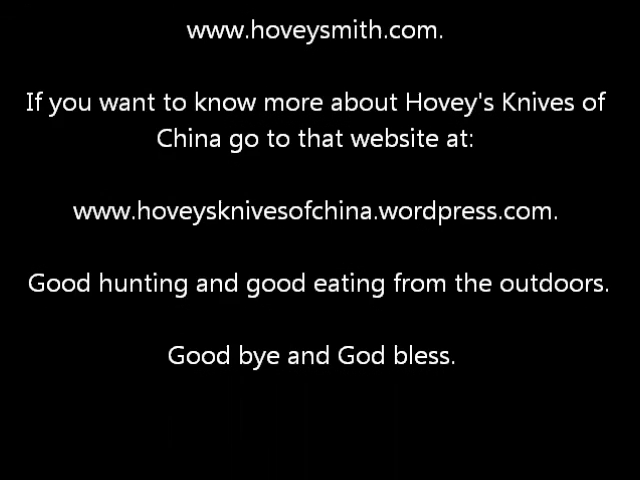 www.hoveysmith.com.
If you want to know more about Hovey's Knives of
China go to that website at:
www.hoveysknivesofchina.wordpress.com.
Good hunting and good eating from the outdoors.
Good bye and God bless.